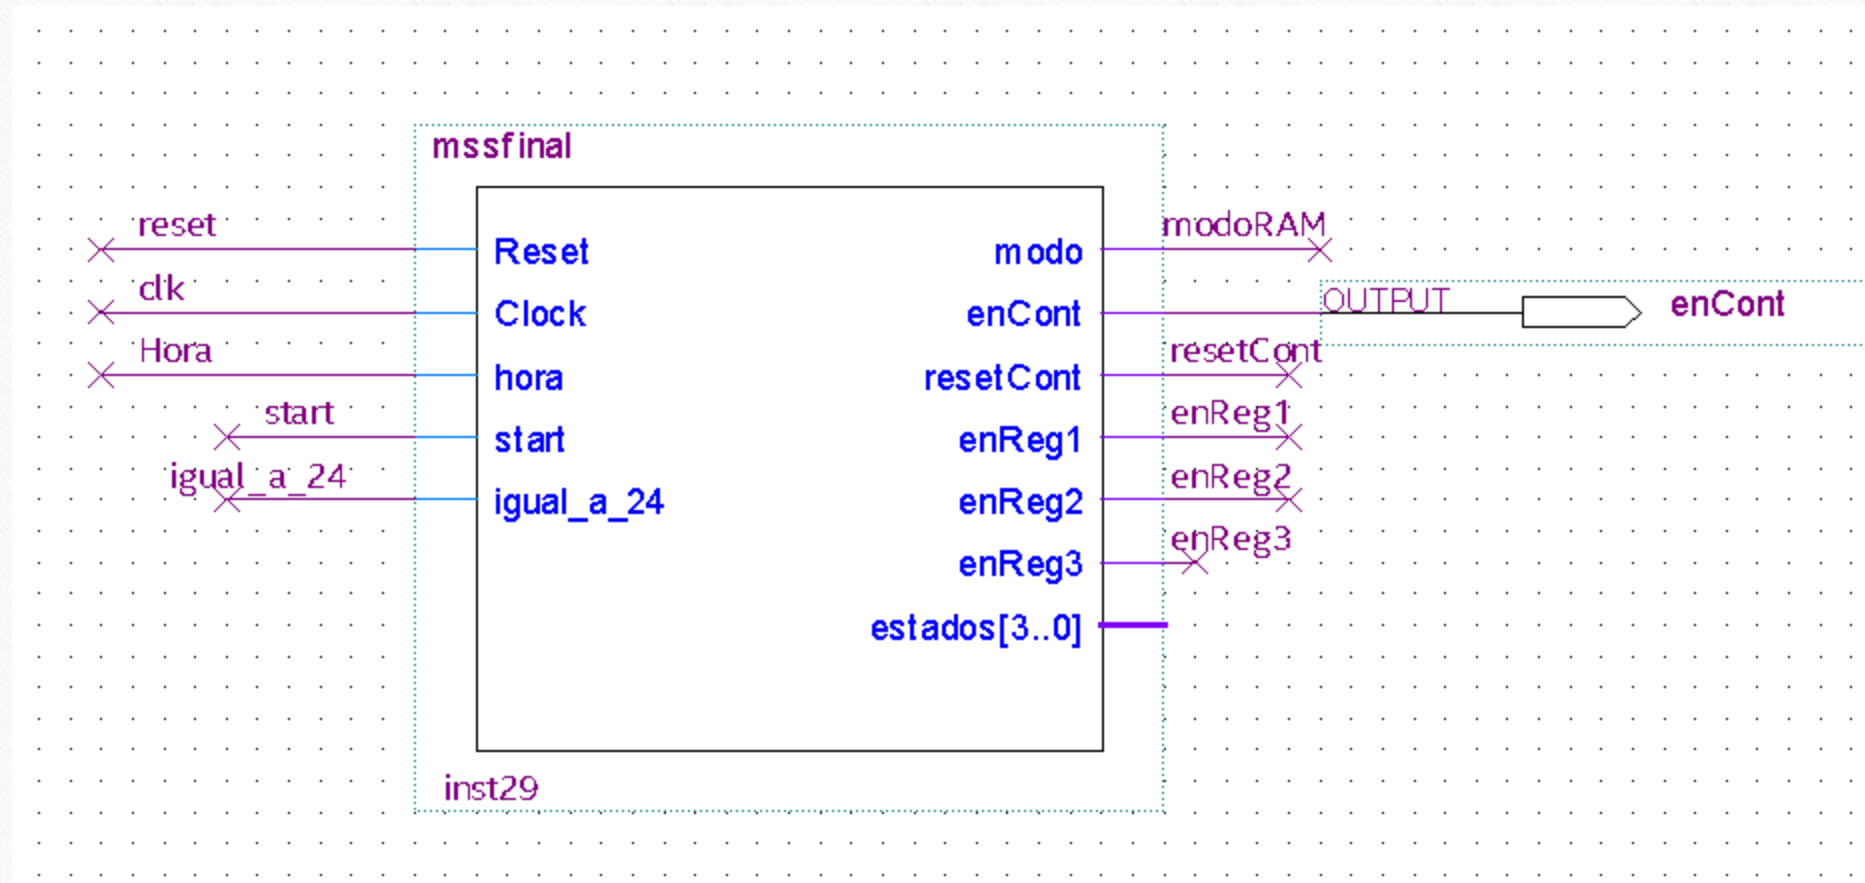 mssfinal
reset
Reset
modo
modoRAM
clk
Clock
enCont
OUTPUT
enCont
Hora
hora
resetCont
resetCont
start
start
enReg1
enReg1
igual_a_24
igual_a_24
enReg2
enReg2
enReg3
enReg3
estados[3..0]
inst29